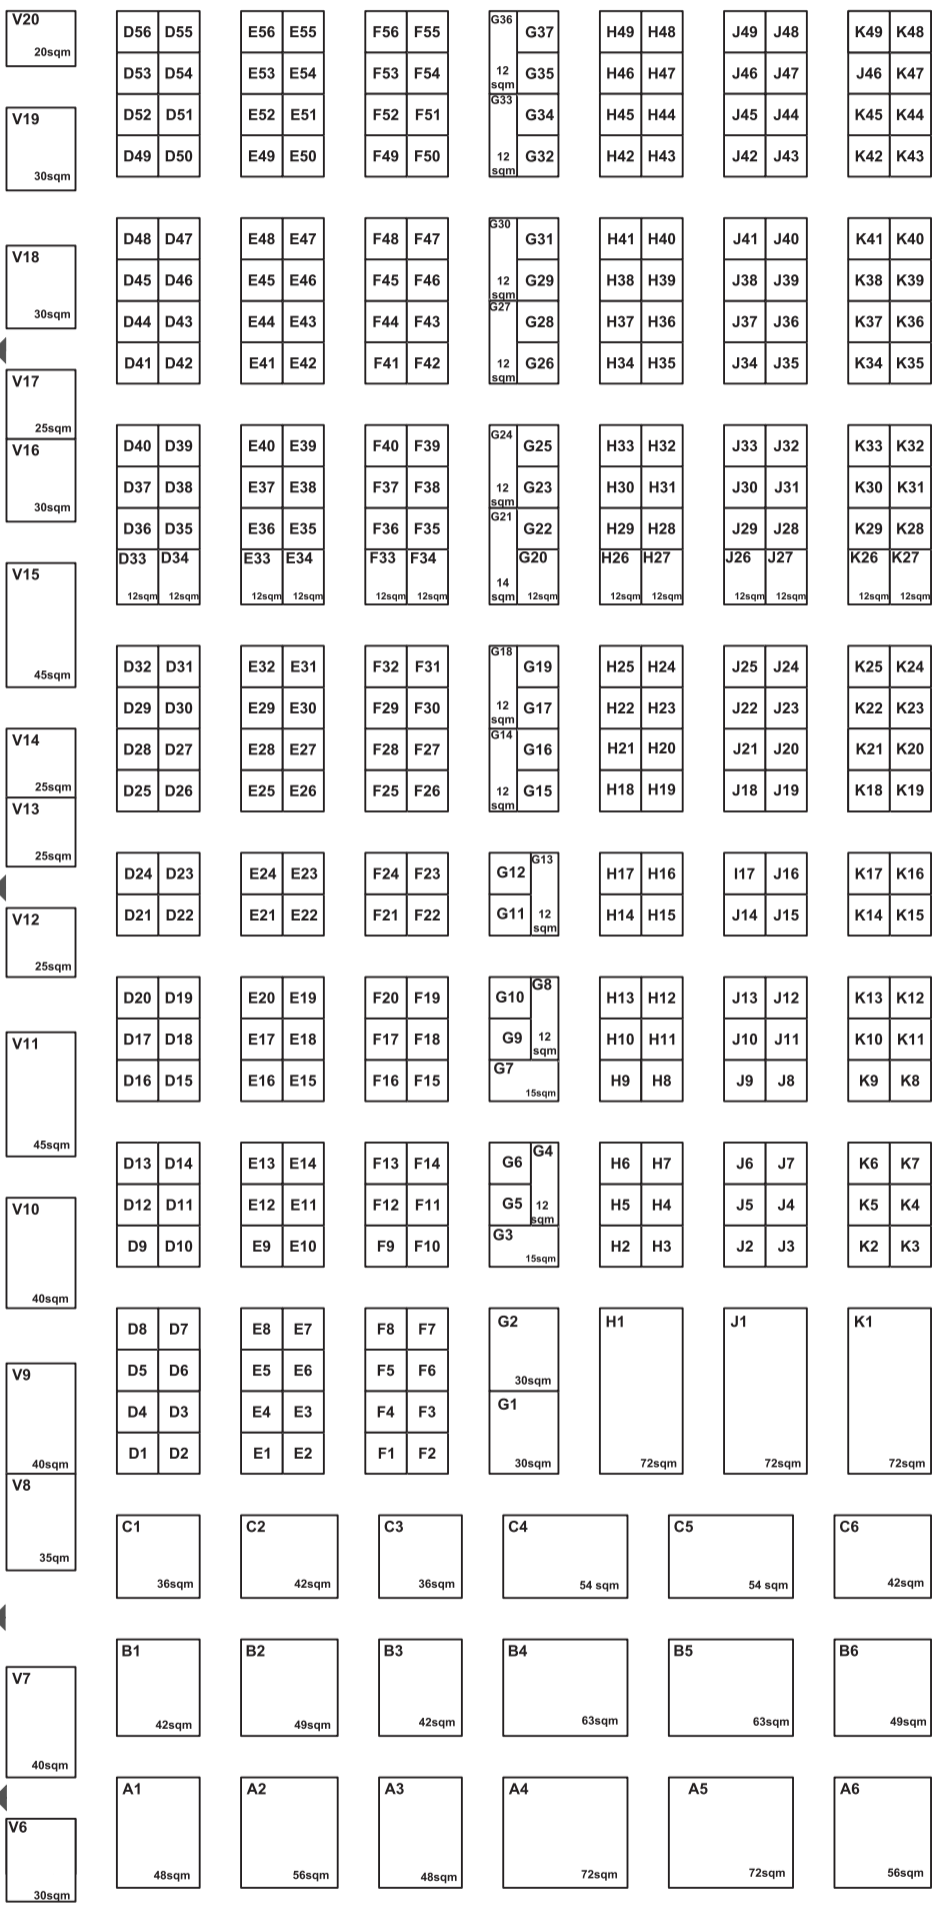 V20
20sqm
V19
30sqm
V18
30sqm
V17
25sqm
V16
30sqm
V15
45sqm
V14
25sqm
V13
25sqm
V12
25sqm
V11
45sqm
V10
40sqm
V9
40sqm
V8
35qm
V7
40sqm
V6
30sqm
D56 D55
D53 D54
D52 D51
D49 D50
D48 D47
D45 D46
D44 D43
D41 D42
D40 D39
D37 D38
D36 D35
D33 D34
12sqm 12sqm
D32 D31
D29 D30
D28 D27
D25 D26
D24 D23
D21 D22
D20 D19
D17 D18
D16 D15
D13 D14
D12 D11
D9 D10
D8 D7
D5 D6
D4 D3
D1 D2
E56 E55
E53 E54
E52 E51
E49 E50
E48 E47
E45 E46
E44 E43
E41 E42
E40 E39
E37 E38
E36 E35
E33 E34
12sqm 12sqm
E32 E31
E29 E30
E28 E27
E25 E26
E24 E23
E21 E22
E20 E19
E17 E18
E16 E15
E13 E14
E12 E11
E9 E10
E8 E7
E5 E6
E4 E3
E1 E2
F56 F55
F53 F54
F52 F51
F49 F50
F48 F47
F45 F46
F44 F43
F41 F42
F40 F39
F37 F38
F36 F35
F33 F34
12sqm 12sqm
F32 F31
F29 F30
F28 F27
F25 F26
F24 F23
F21 F22
F20 F19
F17 F18
F16 F15
F13 F14
F12 F11
F9 F10
F8 F7
F5 F6
F4 F3
F1 F2
G36
G37
12
sqm
G35
G33
G34
12
sqm
G32
G30
G31
12
sqm
G29
G27
G28
12
sqm
G26
G24
G25
12
sqm
G23
G21
G22
14
sqm
G20
12sqm
G18
G19
12
sqm
G17
G14
G16
12
sqm
G15
G12
G13
G11
12
sqm
G10
G8
G9
12
sqm
G7
15sqm
G6
G4
G5
12
sqm
G3
15sqm
G2
30sqm
G1
30sqm
H49 H48
H46 H47
H45 H44
H42 H43
H41 H40
H38 H39
H37 H36
H34 H35
H33 H32
H30 H31
H29 H28
H26 H27
12sqm 12sqm
H25 H24
H22 H23
H21 H20
H18 H19
H17 H16
H14 H15
H13 H12
H10 H11
H9 H8
H6 H7
H5 H4
H2 H3
H1
72sqm
J49 J48
J46 J47
J45 J44
J42 J43
J41 J40
J38 J39
J37 J36
J34 J35
J33 J32
J30 J31
J29 J28
J26 J27
12sqm 12sqm
J25 J24
J22 J23
J21 J20
J18 J19
I17 J16
J14 J15
J13 J12
J10 J11
J9 J8
J6 J7
J5 J4
J2 J3
J1
72sqm
K49 K48
J46 K47
K45 K44
K42 K43
K41 K40
K38 K39
K37 K36
K34 K35
K33 K32
K30 K31
K29 K28
K26 K27
12sqm 12sqm
K25 K24
K22 K23
K21 K20
K18 K19
K17 K16
K14 K15
K13 K12
K10 K11
K9 K8
K6 K7
K5 K4
K2 K3
K1
72sqm
C1
36sqm
C2
42sqm
C3
36sqm
C4
54 sqm
C5
54 sqm
C6
42sqm
B1
42sqm
B2
49sqm
B3
42sqm
B4
63sqm
B5
63sqm
B6
49sqm
A1
48sqm
A2
56sqm
A3
48sqm
A4
72sqm
A5
72sqm
A6
56sqm